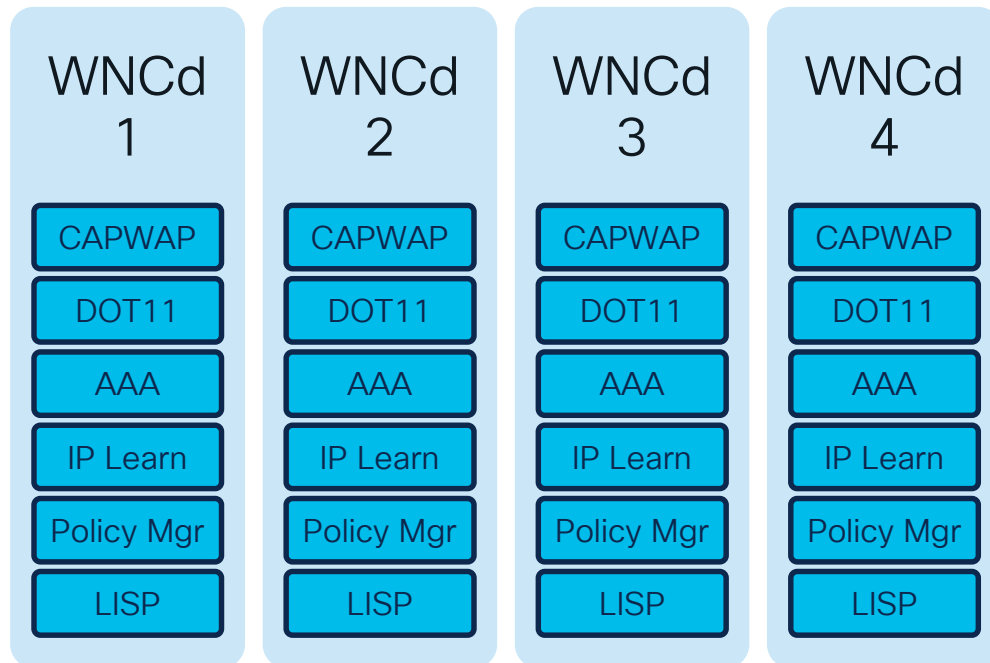 WNCd
1
CAPWAP
DOT11
AAA
IP Learn
Policy Mgr
LISP
WNCd
2
CAPWAP
DOT11
AAA
IP Learn
Policy Mgr
LISP
WNCd
3
CAPWAP
DOT11
AAA
IP Learn
Policy Mgr
LISP
WNCd
4
CAPWAP
DOT11
AAA
IP Learn
Policy Mgr
LISP